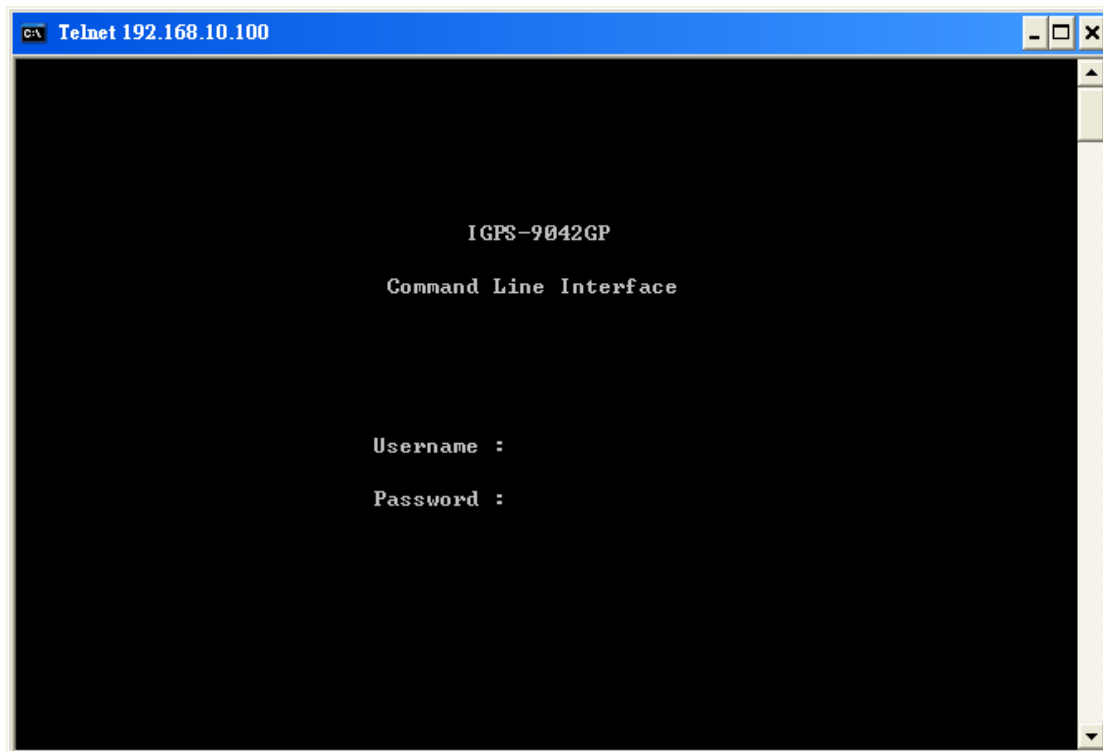 C:\ Telnet 192.168.10.100
IGPS-9042GP
Command Line Interface
Username :
Password :